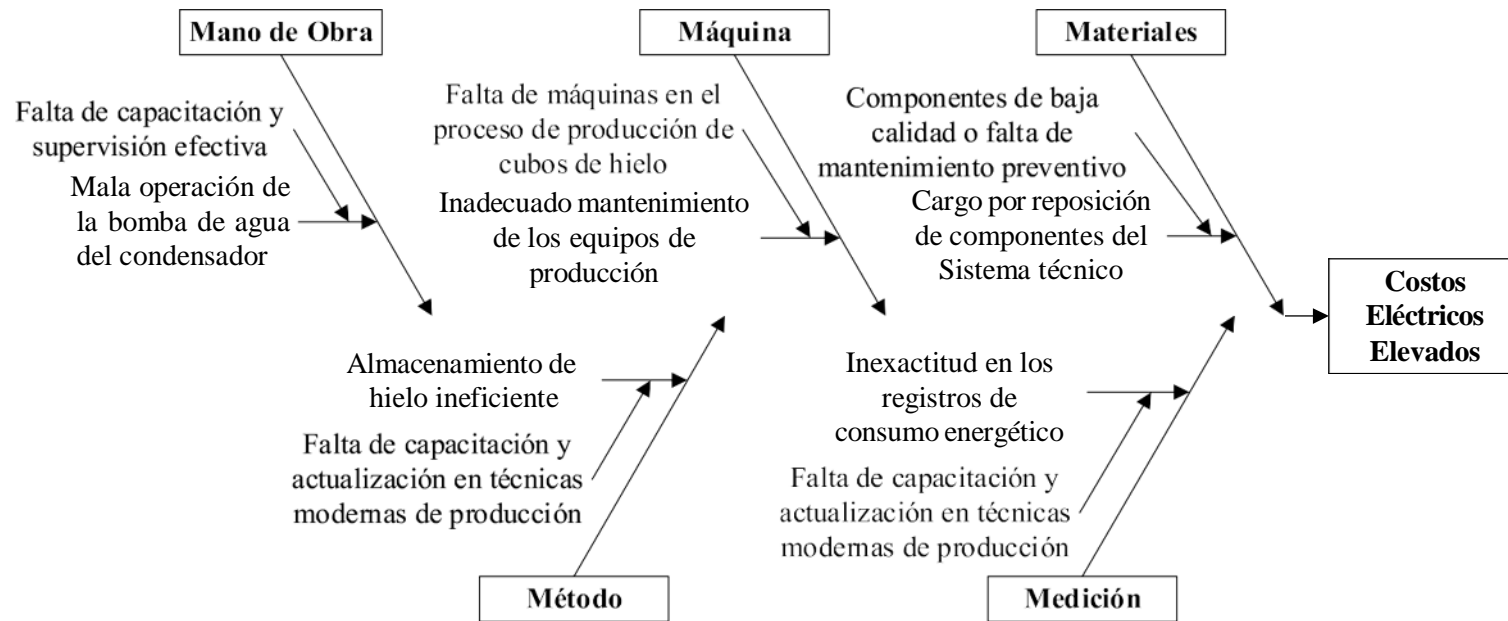 Mano de Obra
Falta de capacitación y
supervisión efectiva
Mala operación de
la bomba de agua
del condensador
Máquina
Falta de máquinas en el
proceso de producción de
cubos de hielo
Inadecuado mantenimiento
de los equipos de
producción
Materiales
Componentes de baja
calidad o falta de
mantenimiento preventivo
Cargo por reposición
de componentes del
Sistema técnico
Costos
Eléctricos
Elevados
Almacenamiento de
hielo ineficiente
Falta de capacitación y
actualización en técnicas
modernas de producción
Método
Inexactitud en los
registros de
consumo energético
Falta de capacitación y
actualización en técnicas
modernas de producción
Medición